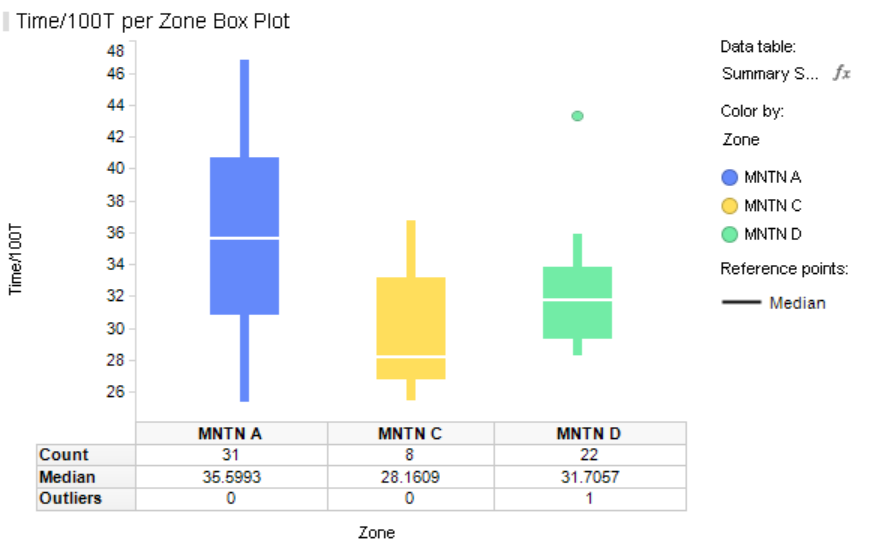 Time/100T per Zone Box Plot
48
46
44
42
40
38
36
34
32
30
28
26
Time/100T
MNTN A MNTN C MNTN D
Count 31 8 22
Median 35.5993 28.1609 31.7057
Outliers 0 0 1
Zone
Data table:
Summary S... fx
Color by:
Zone
MNTN A
MNTN C
MNTN D
Reference points:
Median